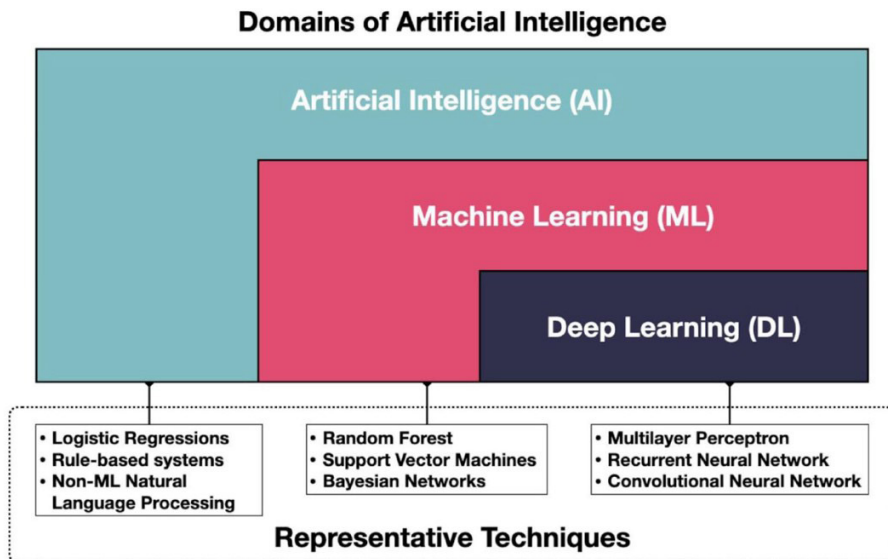 Domains of Artificial Intelligence
Artificial Intelligence (AI)
Machine Learning (ML)
Deep Learning (DL)
• Logistic Regressions
• Rule-based systems
• Non-ML Natural
Language Processing
• Random Forest
• Support Vector Machines
• Bayesian Networks
• Multilayer Perceptron
• Recurrent Neural Network
• Convolutional Neural Network
Representative Techniques